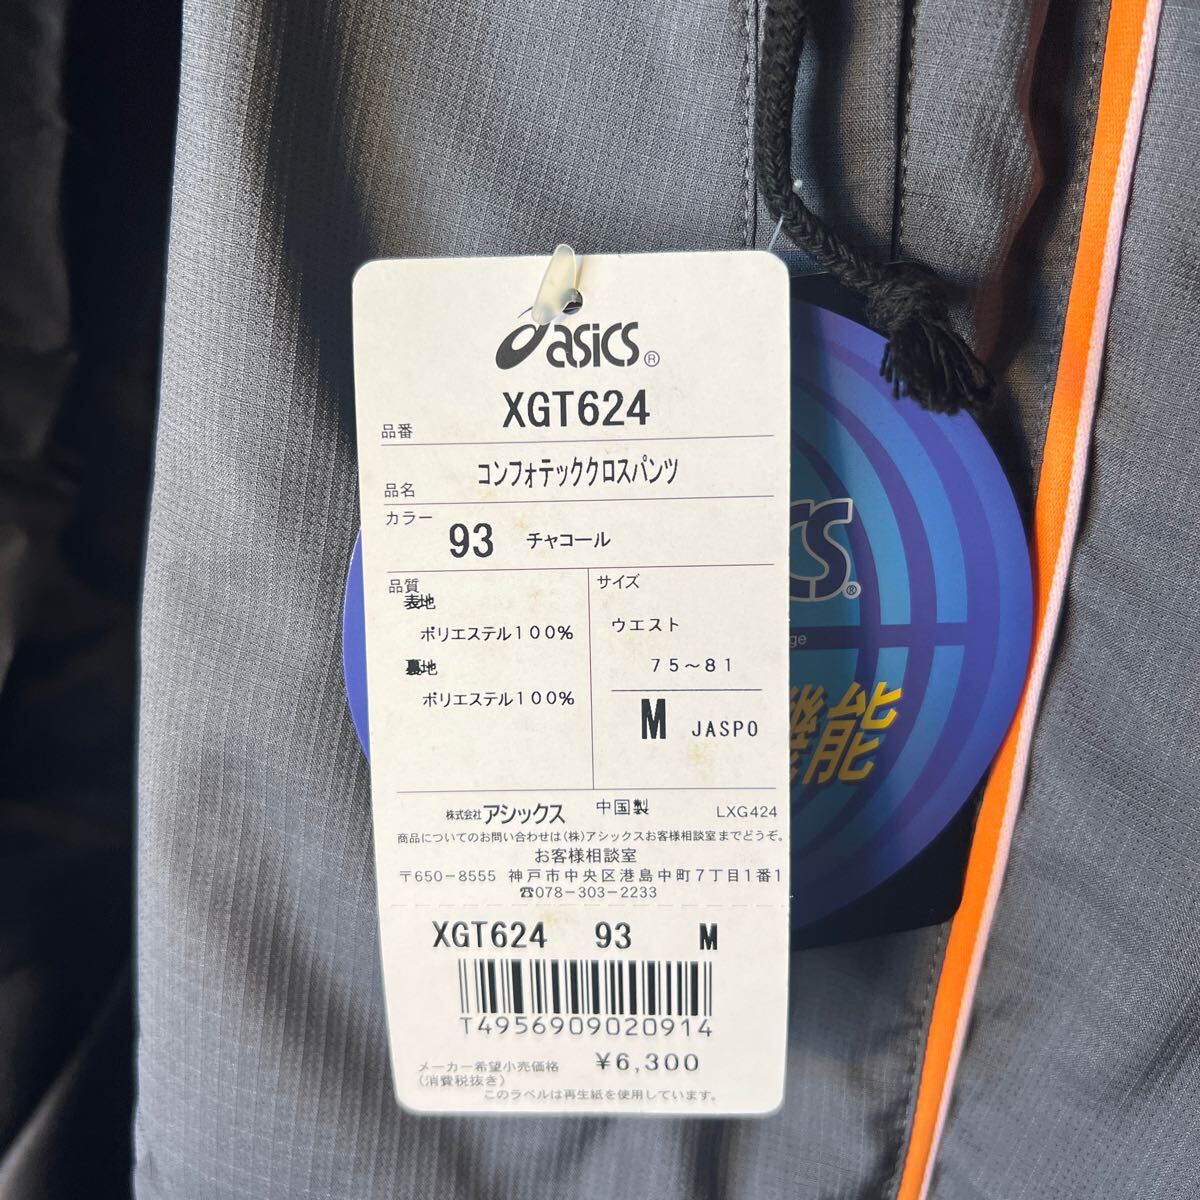 asics®
XGT624
品番
コンフォテッククロスパンツ
品名
カラー
93 チャコール
品質
表地
ポリエステル100%
裏地
ポリエステル100%
サイズ
ウエスト
75~81
M JASPO
株式会社アシックス 中国製 LXG424
商品についてのお問い合わせは(株)アシックスお客様相談室までどうぞ。
お客様相談室
〒650-8555 神戸市中央区港島中町7丁目1番1
☎078-303-2233
XGT624 93 M
T4956909020914
メーカー希望小売価格 ¥6,300
(消費税抜き)
このラベルは再生紙を使用しています。
機能